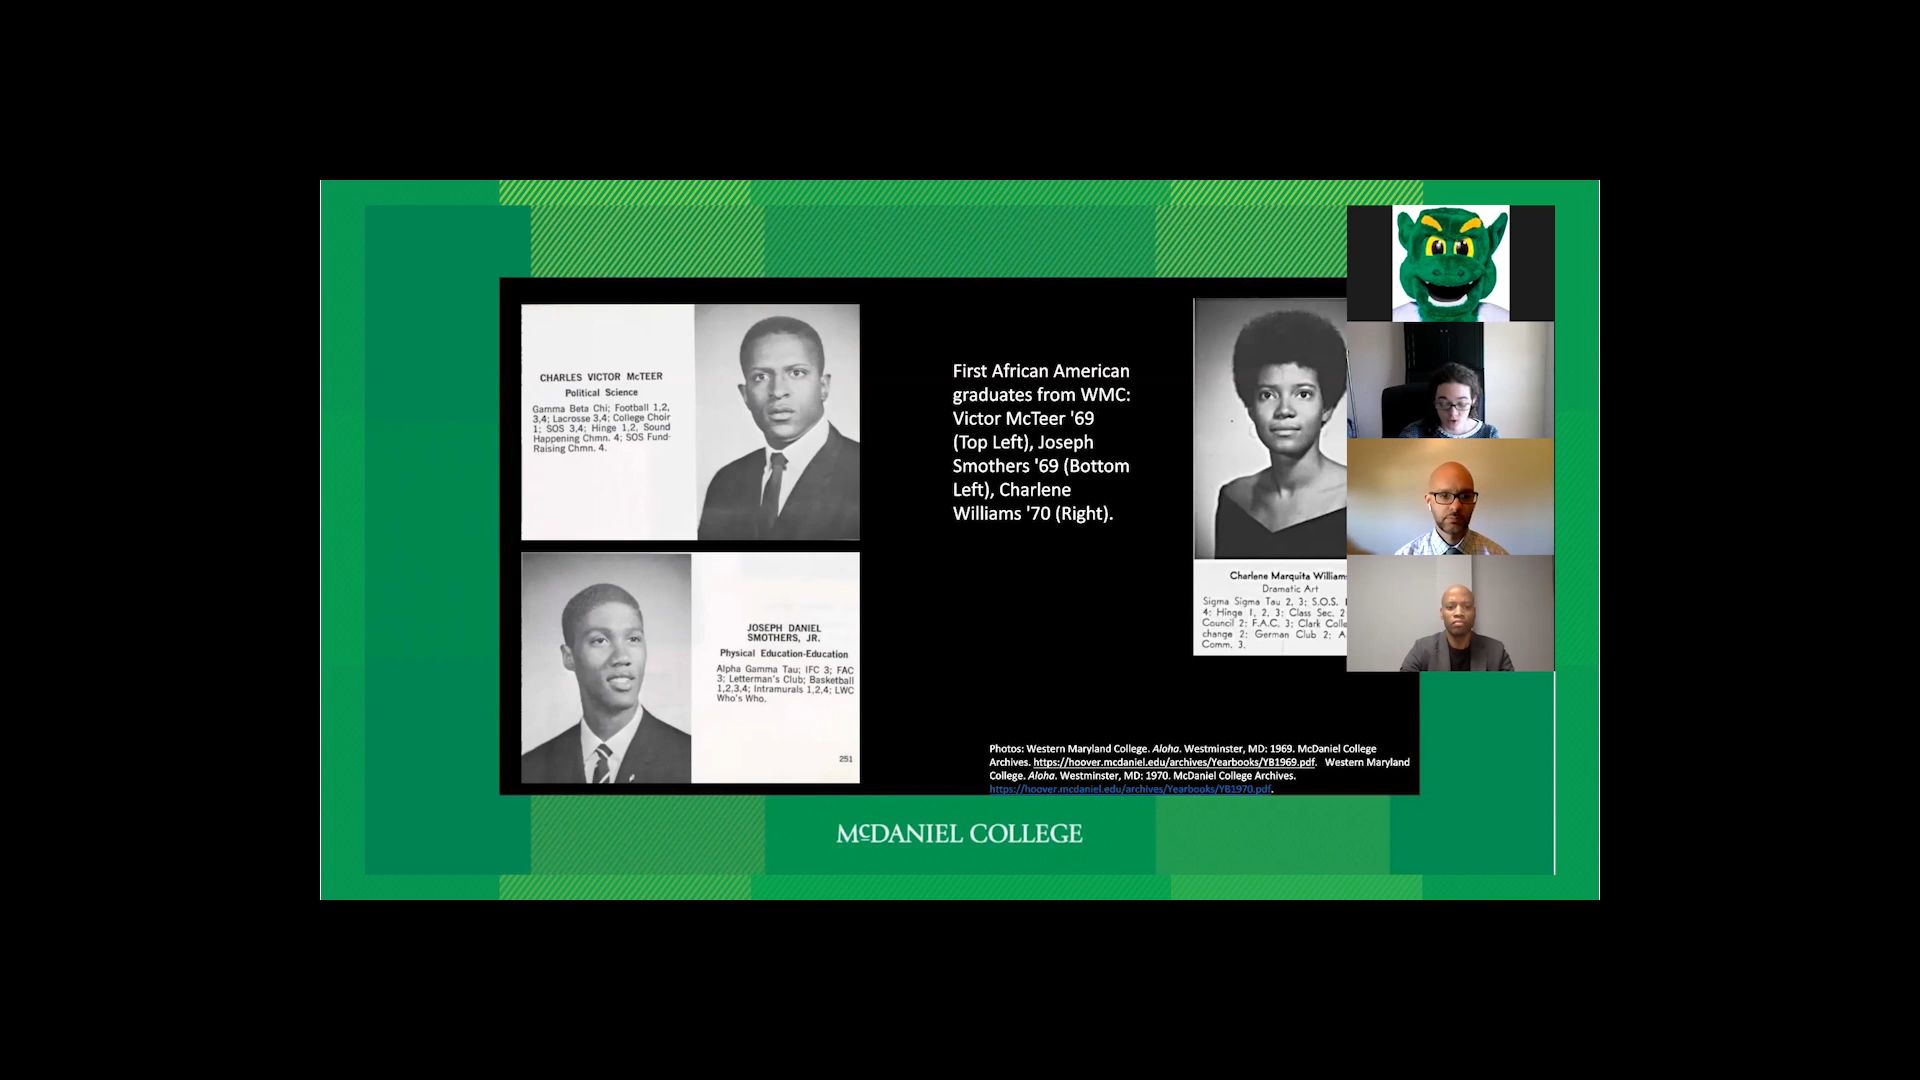 CHARLES VICTOR McTEER
Political Science
Gamma Beta Chi; Football 1,2,
3,4; Lacrosse 3,4; College Choir
1; SOS 3,4; Hinge 1,2, Sound
Happening Chmn. 4; SOS Fund-
Raising Chmn. 4.
JOSEPH DANIEL
SMOTHERS, JR.
Physical Education-Education
Alpha Gamma Tau; IFC 3; FAC
3; Letterman's Club; Basketball
1,2,3,4; Intramurals 1,2,4; LWC
Who's Who.
251
First African American
graduates from WMC:
Victor McTeer '69
(Top Left), Joseph
Smothers '69 (Bottom
Left), Charlene
Williams '70 (Right).
Charlene Marquita William
Dramatic Art
Sigma Sigma Tau 2, 3; S.O.S.
4; Hinge 1, 2, 3; Class Sec. 2
Council 2; F.A.C. 3; Clark Colle
change 2; German Club 2; A
Comm. 3.
Photos: Western Maryland College. Aloha. Westminster, MD: 1969. McDaniel College
Archives. https://hoover.mcdaniel.edu/archives/Yearbooks/YB1969.pdf. Western Maryland
College. Aloha. Westminster, MD: 1970. McDaniel College Archives.
https://hoover.mcdaniel.edu/archives/Yearbooks/YB1970.pdf.
McDANIEL COLLEGE